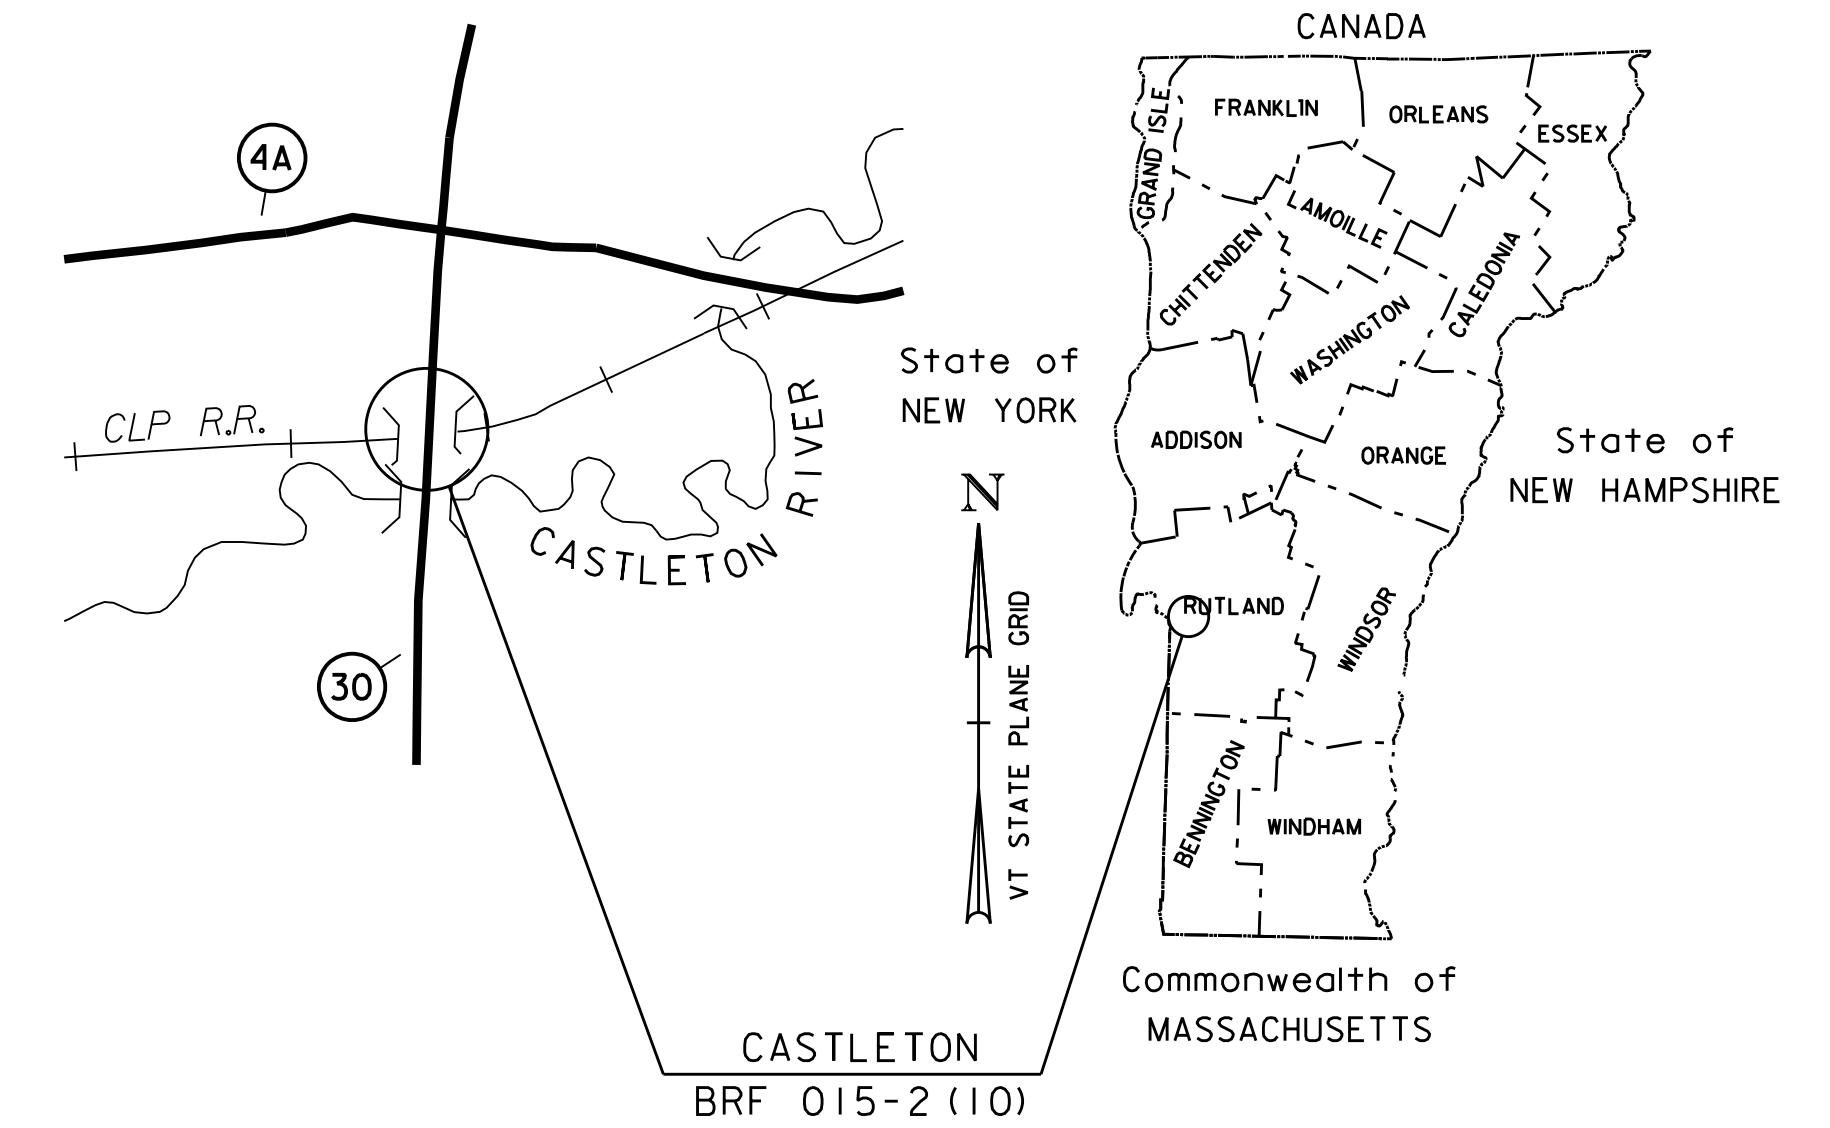 CANADA
GRAND ISLE
FRANKLIN
ORLEANS
ESSEX
4A
LAMOILLE
CHITTENDEN
CALEDONIA
WASHINGTON
State of
NEW YORK
CLP R.R.
RIVER
ADDISON
ORANGE
State of
NEW HAMPSHIRE
N
CASTLETON
RUTLAND
WINDSOR
30
VT STATE PLANE GRID
BENNINGTON
WINDHAM
Commonwealth of
MASSACHUSETTS
CASTLETON
BRF 015-2(10)